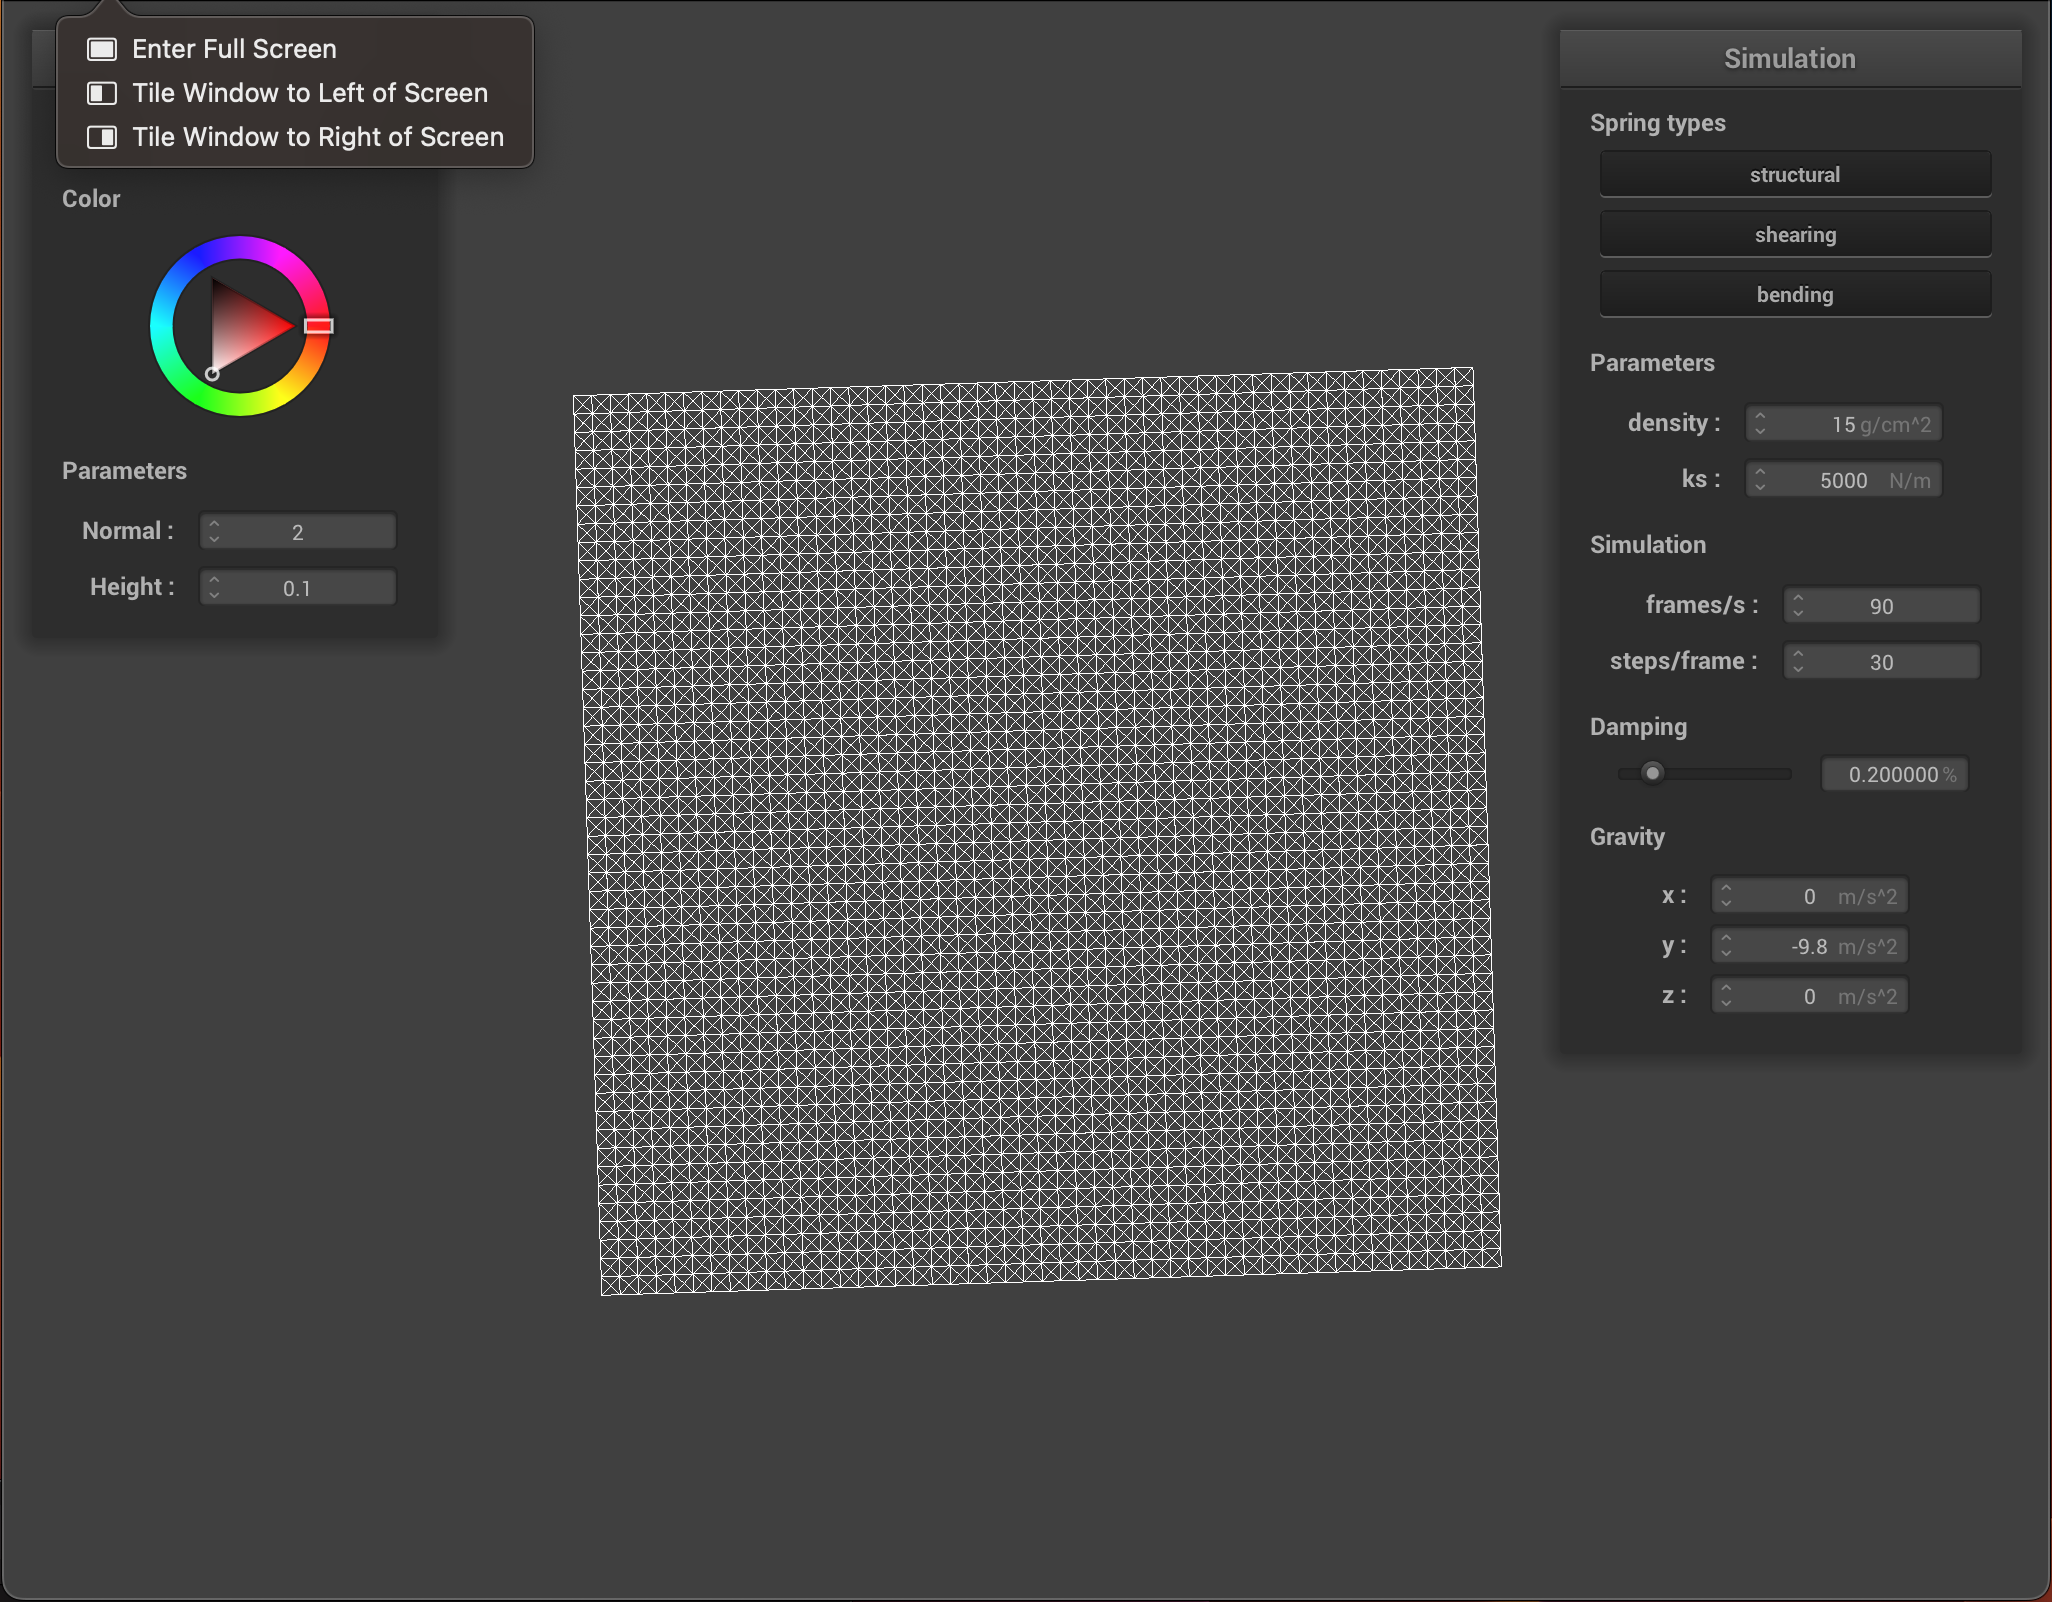 Enter Full Screen
Tile Window to Left of Screen
Tile Window to Right of Screen
Color
Parameters
Normal : 2
Height : 0.1
Simulation
Spring types
structural
shearing
bending
Parameters
density : 15 g/cm^2
ks : 5000 N/m
Simulation
frames/s : 90
steps/frame : 30
Damping
0.200000 %
Gravity
x : 0 m/s^2
y : -9.8 m/s^2
z : 0 m/s^2